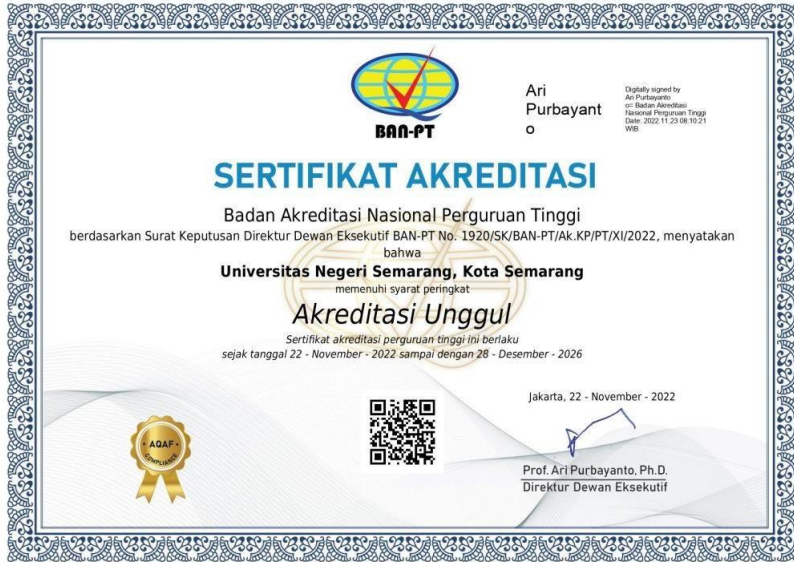 BAN-PT
Ari
Purbayant
o
Digitally signed by
Ari Purbayanto
o= Badan Akreditasi
Nasional Perguruan Tinggi
Date: 2022.11.23 08:10:21
WIB
SERTIFIKAT AKREDITASI
Badan Akreditasi Nasional Perguruan Tinggi
berdasarkan Surat Keputusan Direktur Dewan Eksekutif BAN-PT No. 1920/SK/BAN-PT/Ak.KP/PT/XI/2022, menyatakan
bahwa
Universitas Negeri Semarang, Kota Semarang
memenuhi syarat peringkat
Akreditasi Unggul
Sertifikat akreditasi perguruan tinggi ini berlaku
sejak tanggal 22 - November - 2022 sampai dengan 28 - Desember - 2026
Jakarta, 22 - November - 2022
AQAF
COMPLIANCE
Prof. Ari Purbayanto, Ph.D.
Direktur Dewan Eksekutif